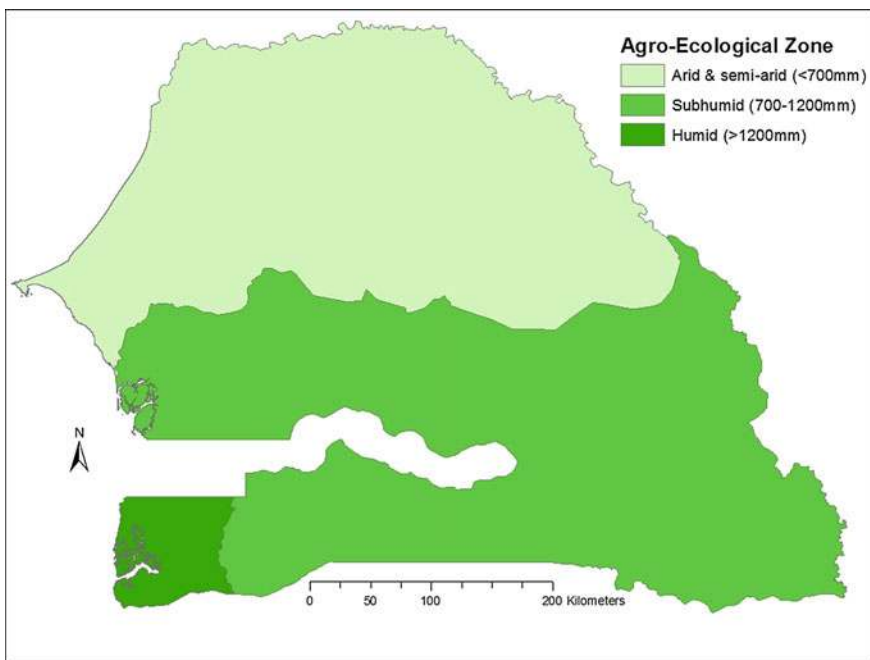 Agro-Ecological Zone
Arid & semi-arid (<700mm)
Subhumid (700-1200mm)
Humid (>1200mm)
N
0 50 100 200 Kilometers